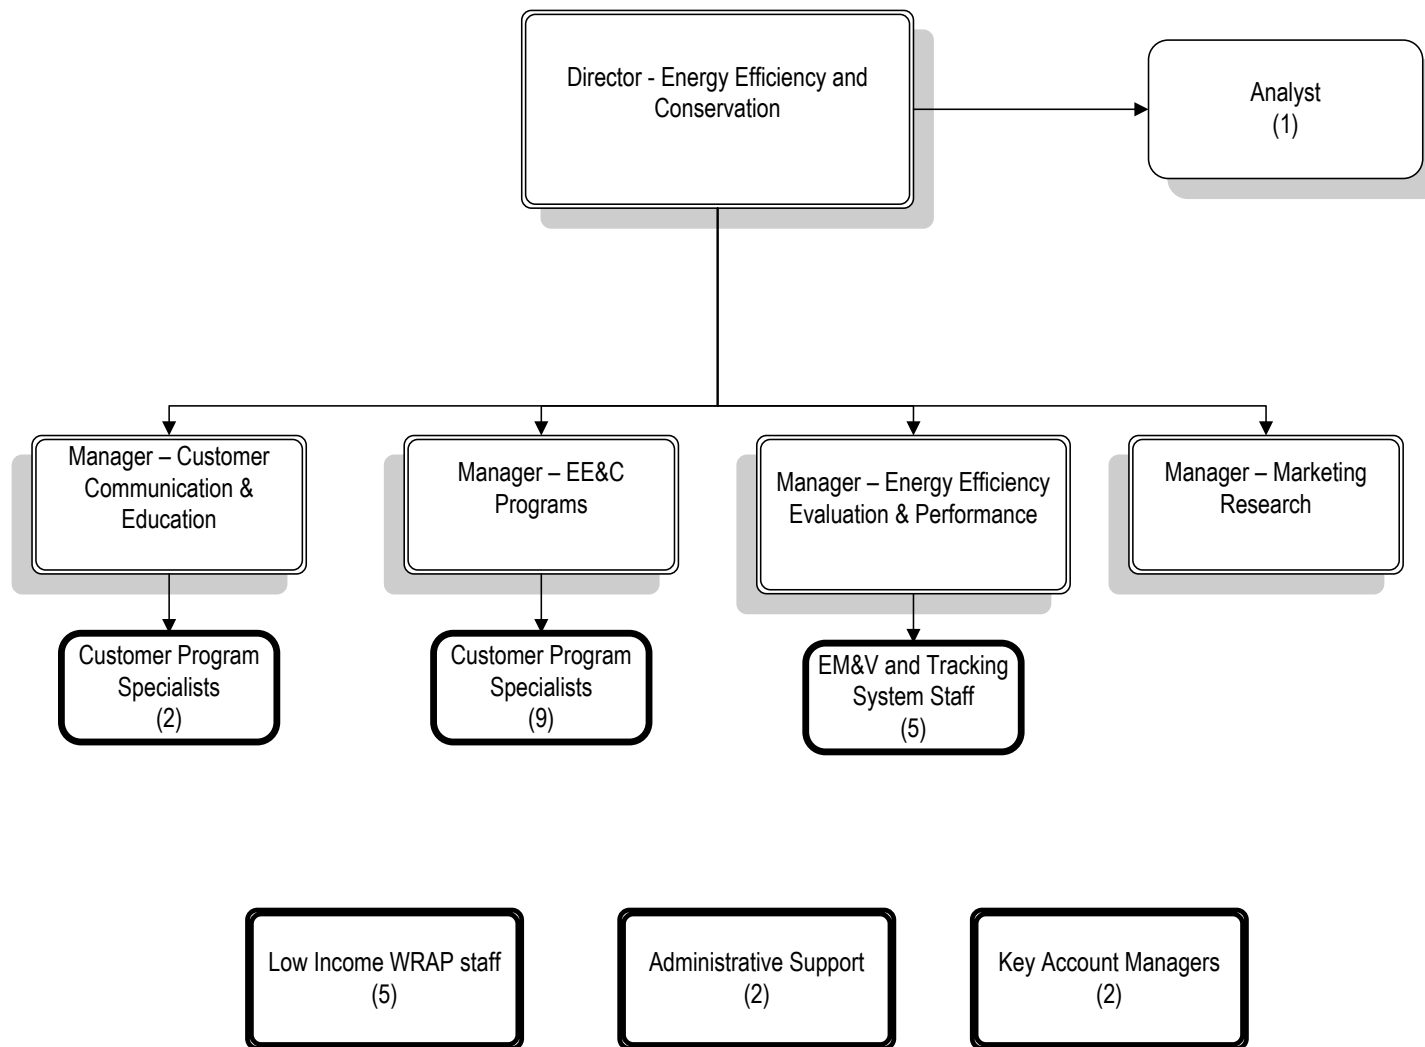 Director - Energy Efficiency and
Conservation
Analyst
(1)
Manager – Customer
Communication &
Education
Manager – EE&C
Programs
Manager – Energy Efficiency
Evaluation & Performance
Manager – Marketing
Research
Customer Program
Specialists
(2)
Customer Program
Specialists
(9)
EM&V and Tracking
System Staff
(5)
Low Income WRAP staff
(5)
Administrative Support
(2)
Key Account Managers
(2)